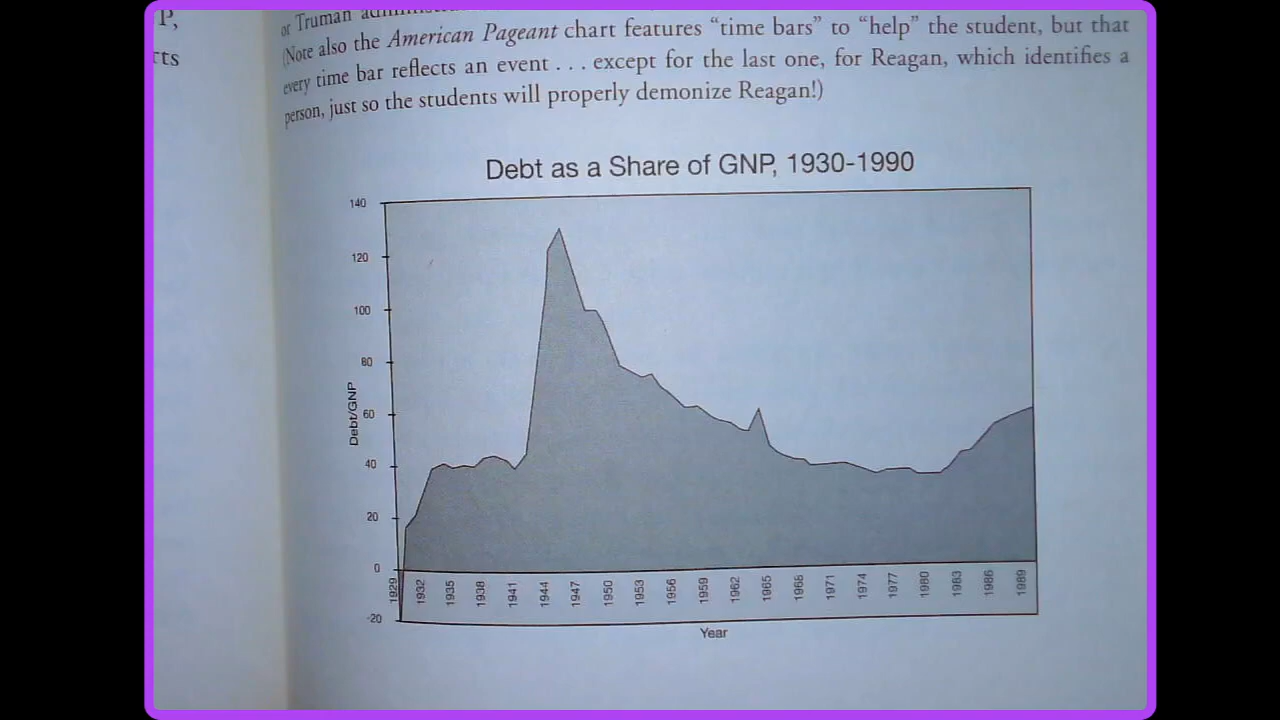 P,
rts
or Truman
(Note also the American Pageant chart features “time bars” to “help” the student, but that
every time bar reflects an event . . . except for the last one, for Reagan, which identifies a
person, just so the students will properly demonize Reagan!)
Debt as a Share of GNP, 1930-1990
140
120
100
80
60
40
20
0
-20
Debt/GNP
1929 1932 1935 1938 1941 1944 1947 1950 1953 1956 1959 1962 1965 1968 1971 1974 1977 1980 1983 1986 1989
Year